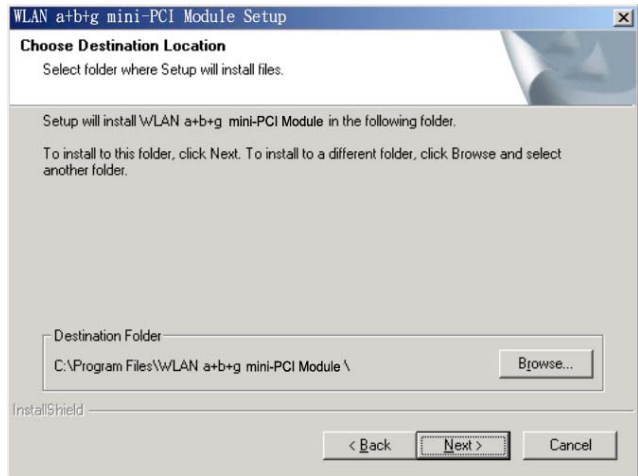 WLAN a+b+g mini-PCI Module Setup
Choose Destination Location
Select folder where Setup will install files.
Setup will install WLAN a+b+g mini-PCI Module in the following folder.
To install to this folder, click Next. To install to a different folder, click Browse and select
another folder.
Destination Folder
C:\Program Files\WLAN a+b+g mini-PCI Module \
Browse...
InstallShield
< Back
Next >
Cancel